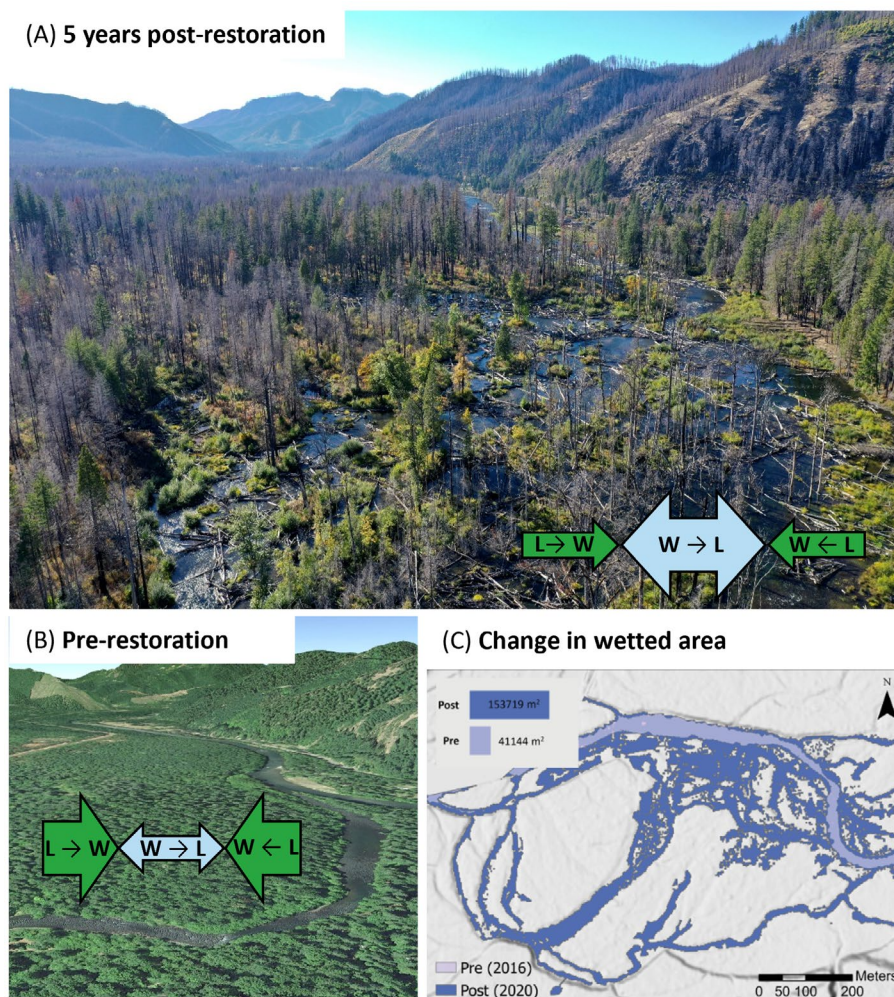 (A) 5 years post-restoration
L → W
W → L
W ← L
(B) Pre-restoration
L → W
W → L
W ← L
(C) Change in wetted area
N
Post 153719 m²
Pre 41144 m²
Pre (2016)
Post (2020)
Meters
0 50 100 200